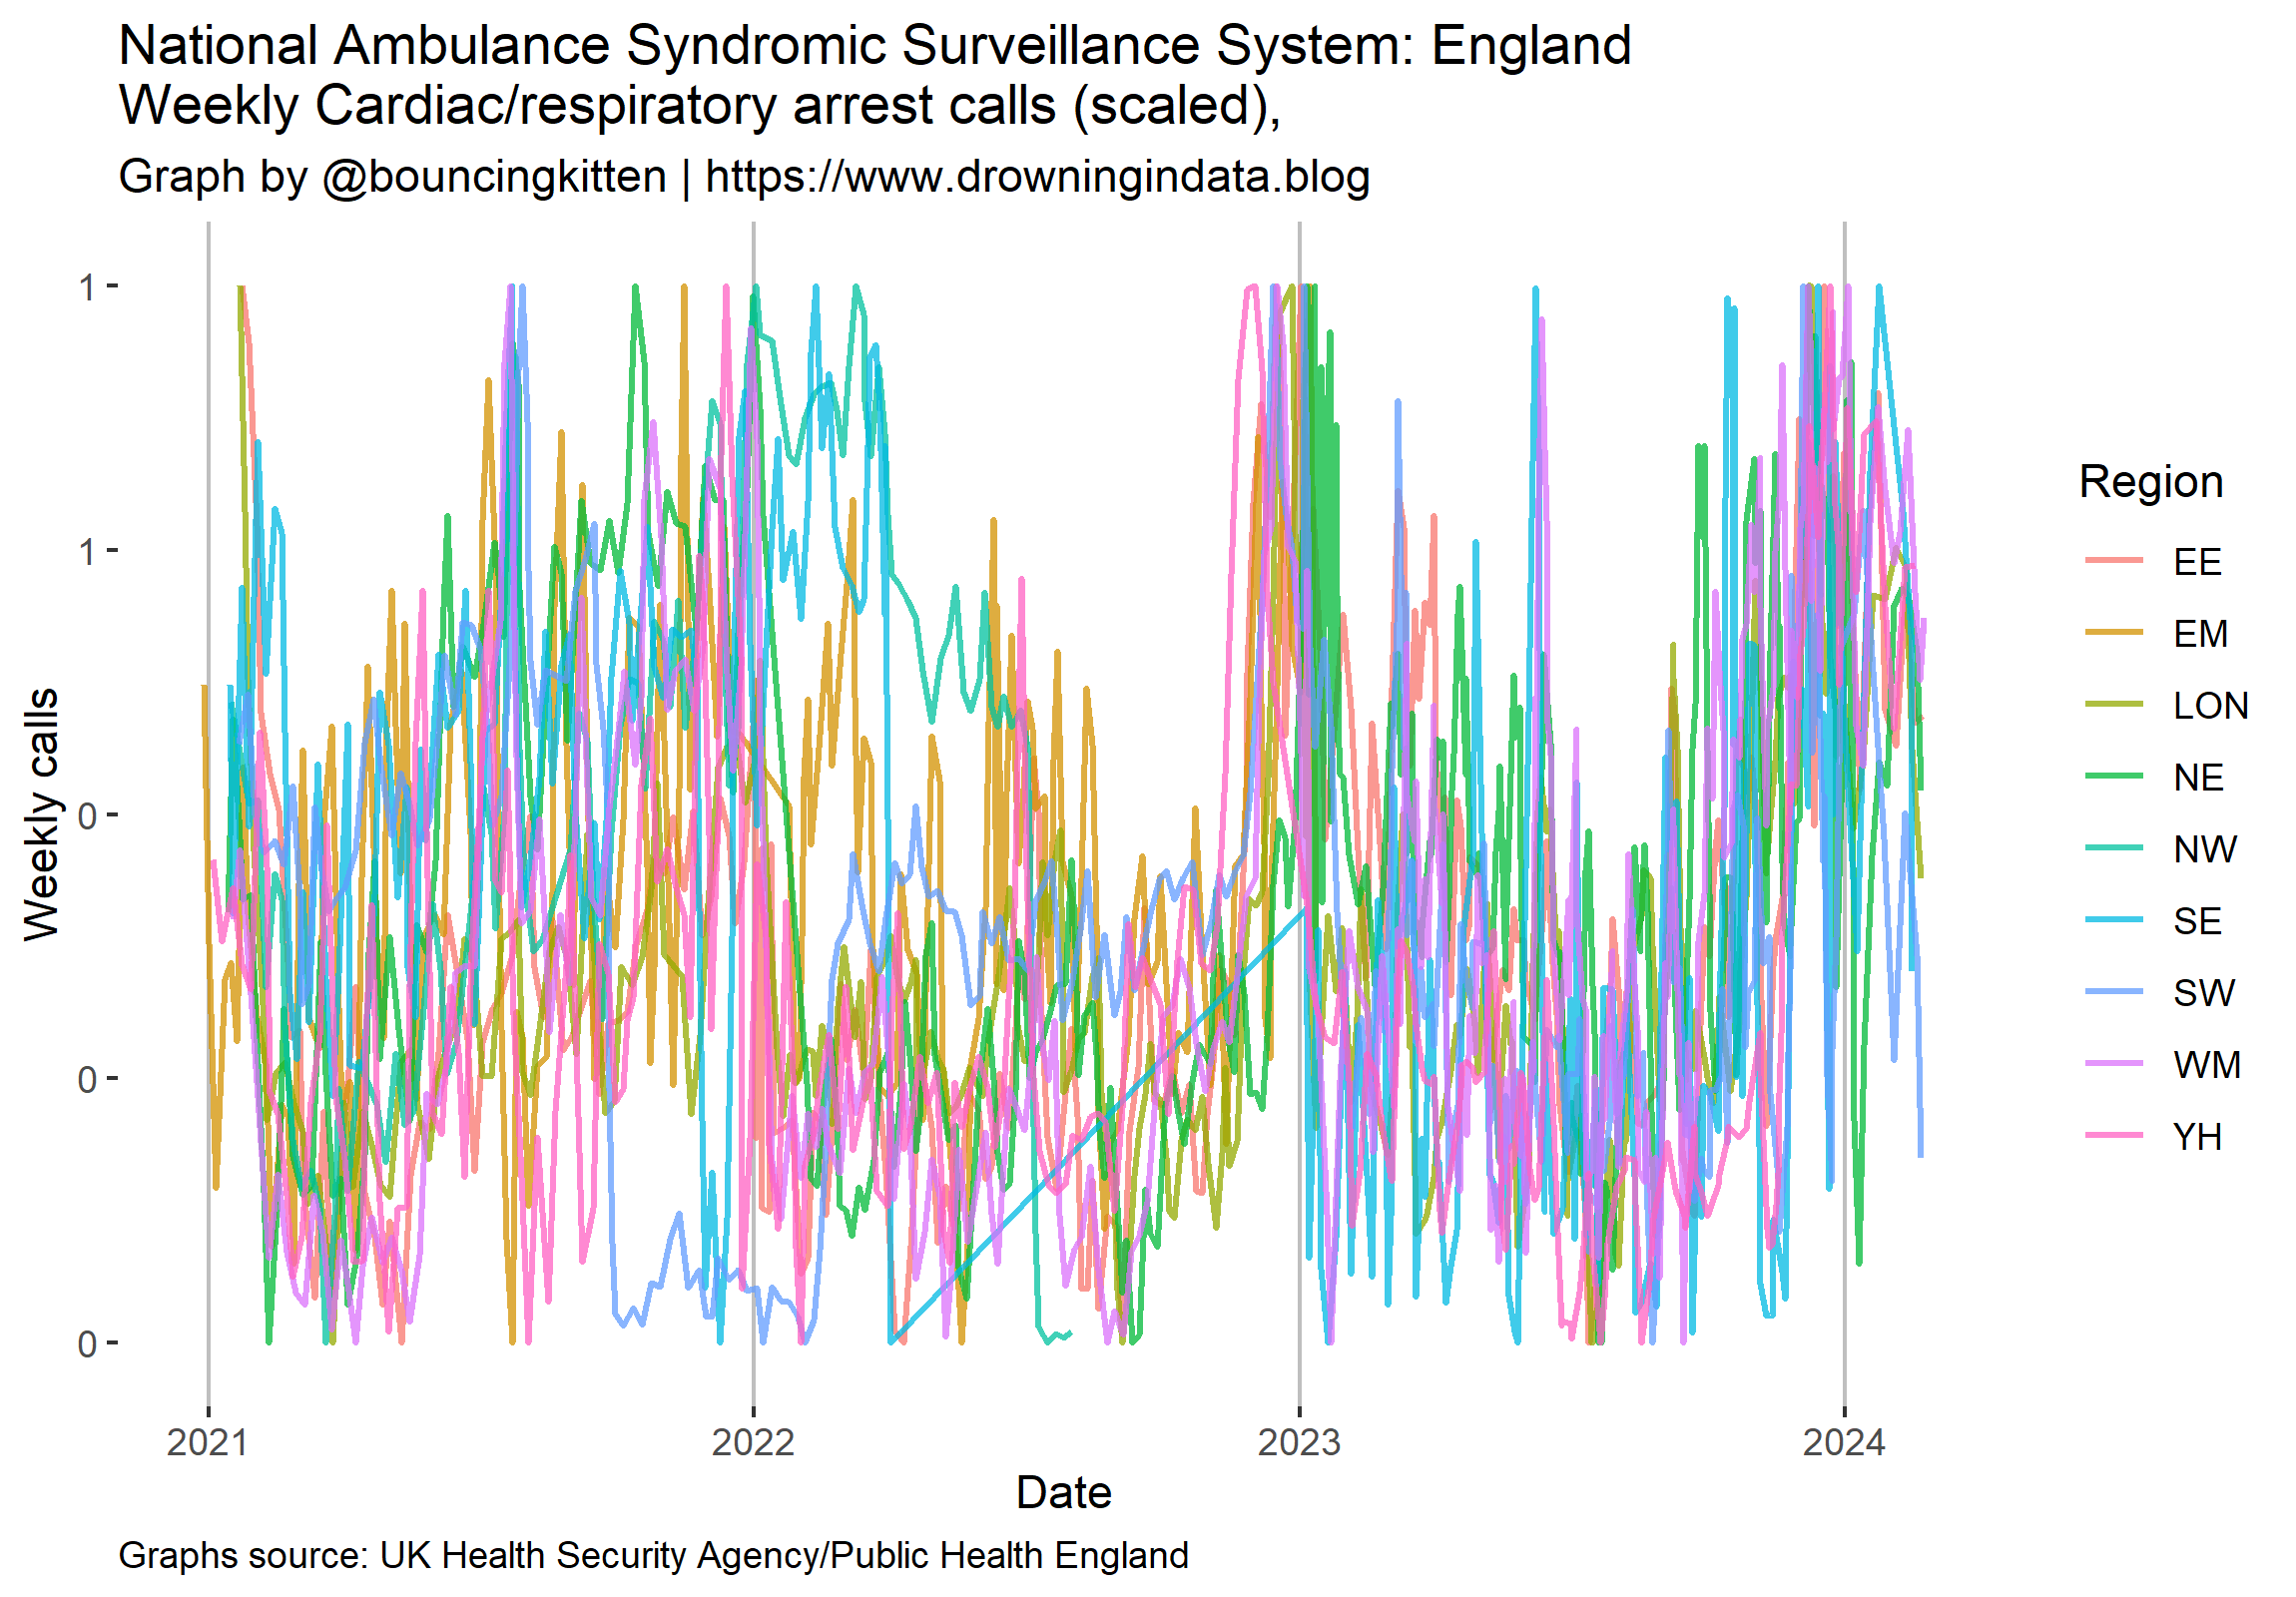 National Ambulance Syndromic Surveillance System: England
Weekly Cardiac/respiratory arrest calls (scaled),
Graph by @bouncingkitten | https://www.drowningindata.blog
Weekly calls
1
1
0
0
0
2021
2022
2023
2024
Date
Region
EE
EM
LON
NE
NW
SE
SW
WM
YH
Graphs source: UK Health Security Agency/Public Health England